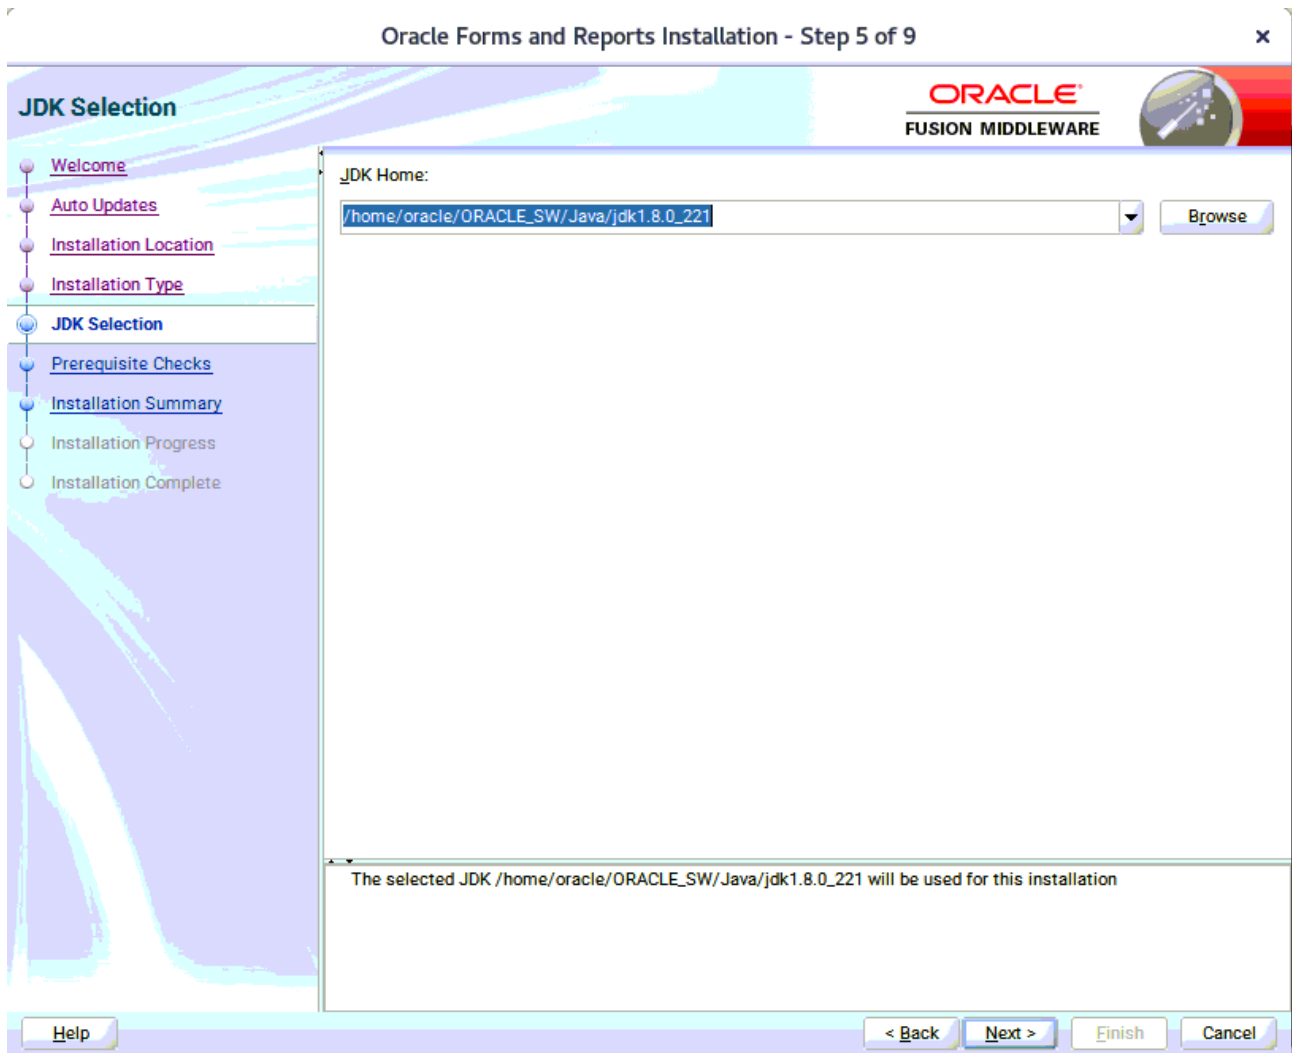 Oracle Forms and Reports Installation - Step 5 of 9
JDK Selection
ORACLE
FUSION MIDDLEWARE
Welcome
Auto Updates
Installation Location
Installation Type
JDK Selection
Prerequisite Checks
Installation Summary
Installation Progress
Installation Complete
JDK Home:
/home/oracle/ORACLE_SW/Java/jdk1.8.0_221
Browse
The selected JDK /home/oracle/ORACLE_SW/Java/jdk1.8.0_221 will be used for this installation
Help
< Back
Next >
Finish
Cancel